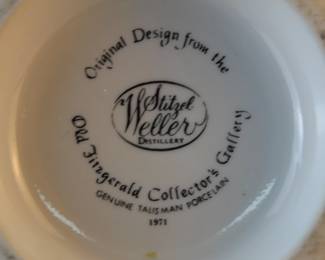 Original Design from the
Stitzel
Weller
DISTILLERY
Old Fitzgerald Collector's Gallery
GENUINE TALISMAN PORCELAIN
1971